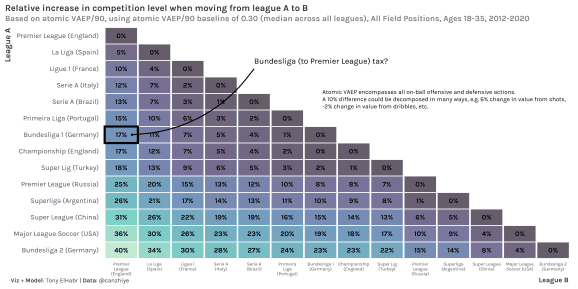 Relative increase in competition level when moving from league A to B
Based on atomic VAEP/90, using atomic VAEP/90 baseline of 0.30 (median across all leagues), All Field Positions, Ages 18-35, 2012-2020
League A
Bundesliga (to Premier League) tax?
Atomic VAEP encompasses all on-ball offensive and defensive actions.
A 10% difference could be decomposed in many ways, e.g. 6% change in value from shots,
-2% change in value from dribbles, etc.
Premier League (England) 0%
La Liga (Spain) 5% 0%
Ligue 1 (France) 10% 4% 0%
Serie A (Italy) 12% 7% 2% 0%
Serie A (Brazil) 13% 7% 3% 1% 0%
Primeira Liga (Portugal) 15% 10% 6% 3% 2% 0%
Bundesliga 1 (Germany) 17% 11% 7% 5% 4% 1% 0%
Championship (England) 17% 12% 7% 5% 4% 2% 0% 0%
Super Lig (Turkey) 18% 13% 9% 6% 5% 3% 2% 1% 0%
Premier League (Russia) 25% 20% 15% 13% 12% 10% 8% 8% 7% 0%
Superliga (Argentina) 26% 21% 17% 14% 13% 11% 10% 9% 8% 1% 0%
Super League (China) 31% 26% 22% 19% 19% 16% 15% 14% 13% 6% 5% 0%
Major League Soccer (USA) 36% 30% 26% 23% 23% 20% 19% 18% 17% 10% 9% 4% 0%
Bundesliga 2 (Germany) 40% 34% 30% 28% 27% 24% 23% 23% 22% 15% 14% 8% 4% 0%
Premier League (England) La Liga (Spain) Ligue 1 (France) Serie A (Italy) Serie A (Brazil) Primeira Liga (Portugal) Bundesliga 1 (Germany) Championship (England) Super Lig (Turkey) Premier League (Russia) Superliga (Argentina) Super League (China) Major League Soccer (USA) Bundesliga 2 (Germany)
Viz + Model: Tony ElHabr | Data: @canzhiye
League B